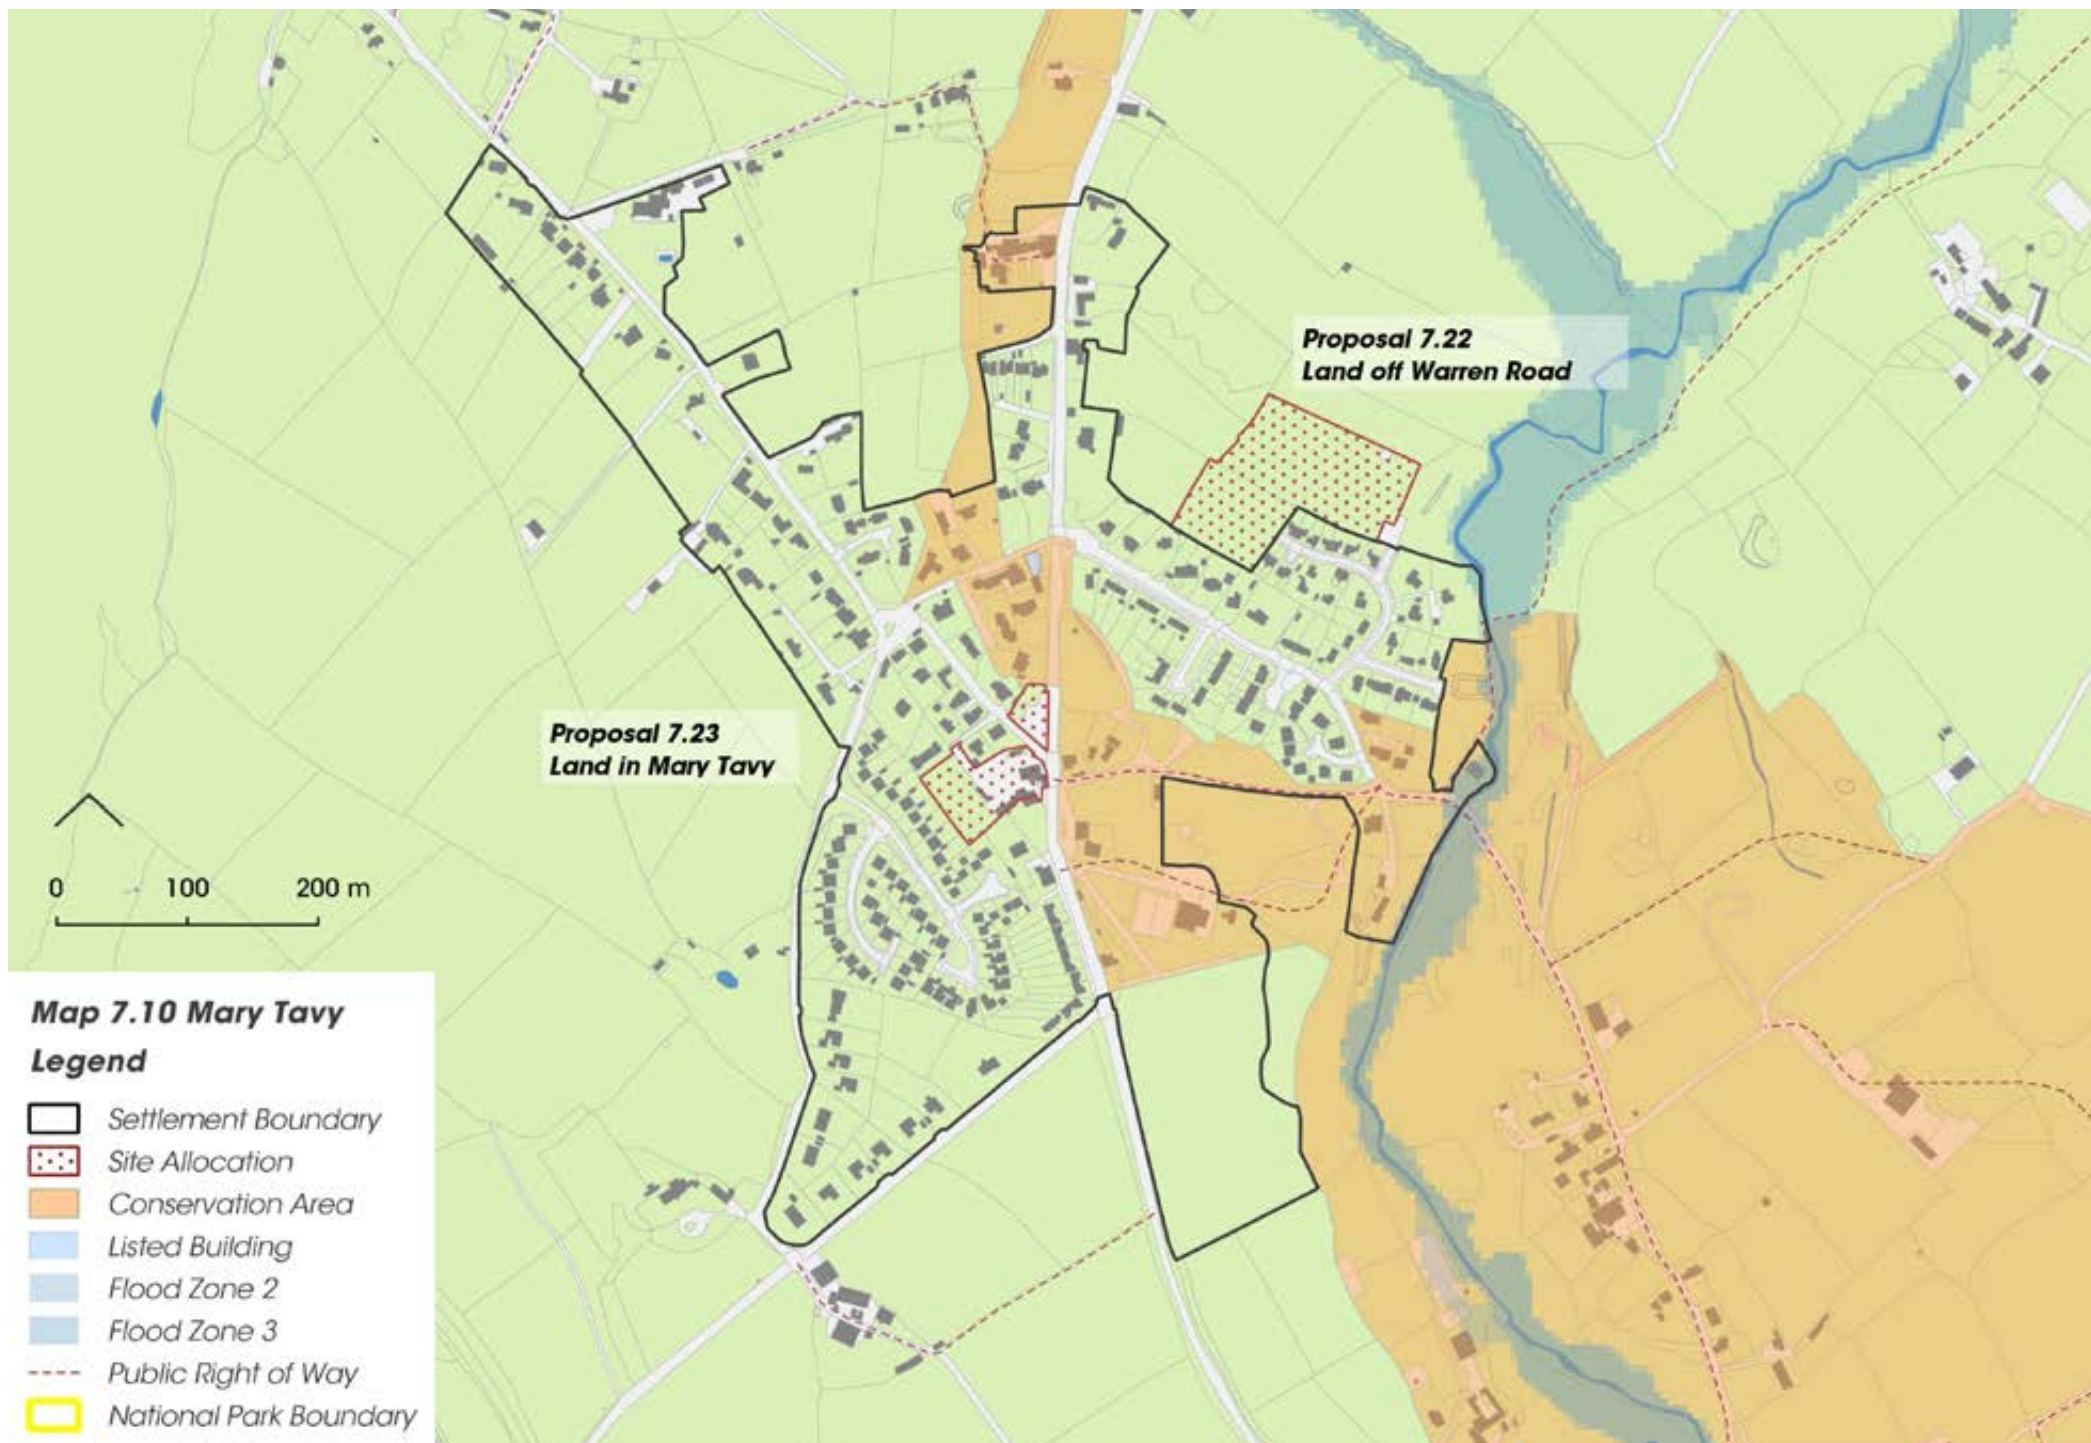 Proposal 7.22
Land off Warren Road
Proposal 7.23
Land in Mary Tavy
0 100 200 m
Map 7.10 Mary Tavy
Legend
Settlement Boundary
Site Allocation
Conservation Area
Listed Building
Flood Zone 2
Flood Zone 3
Public Right of Way
National Park Boundary